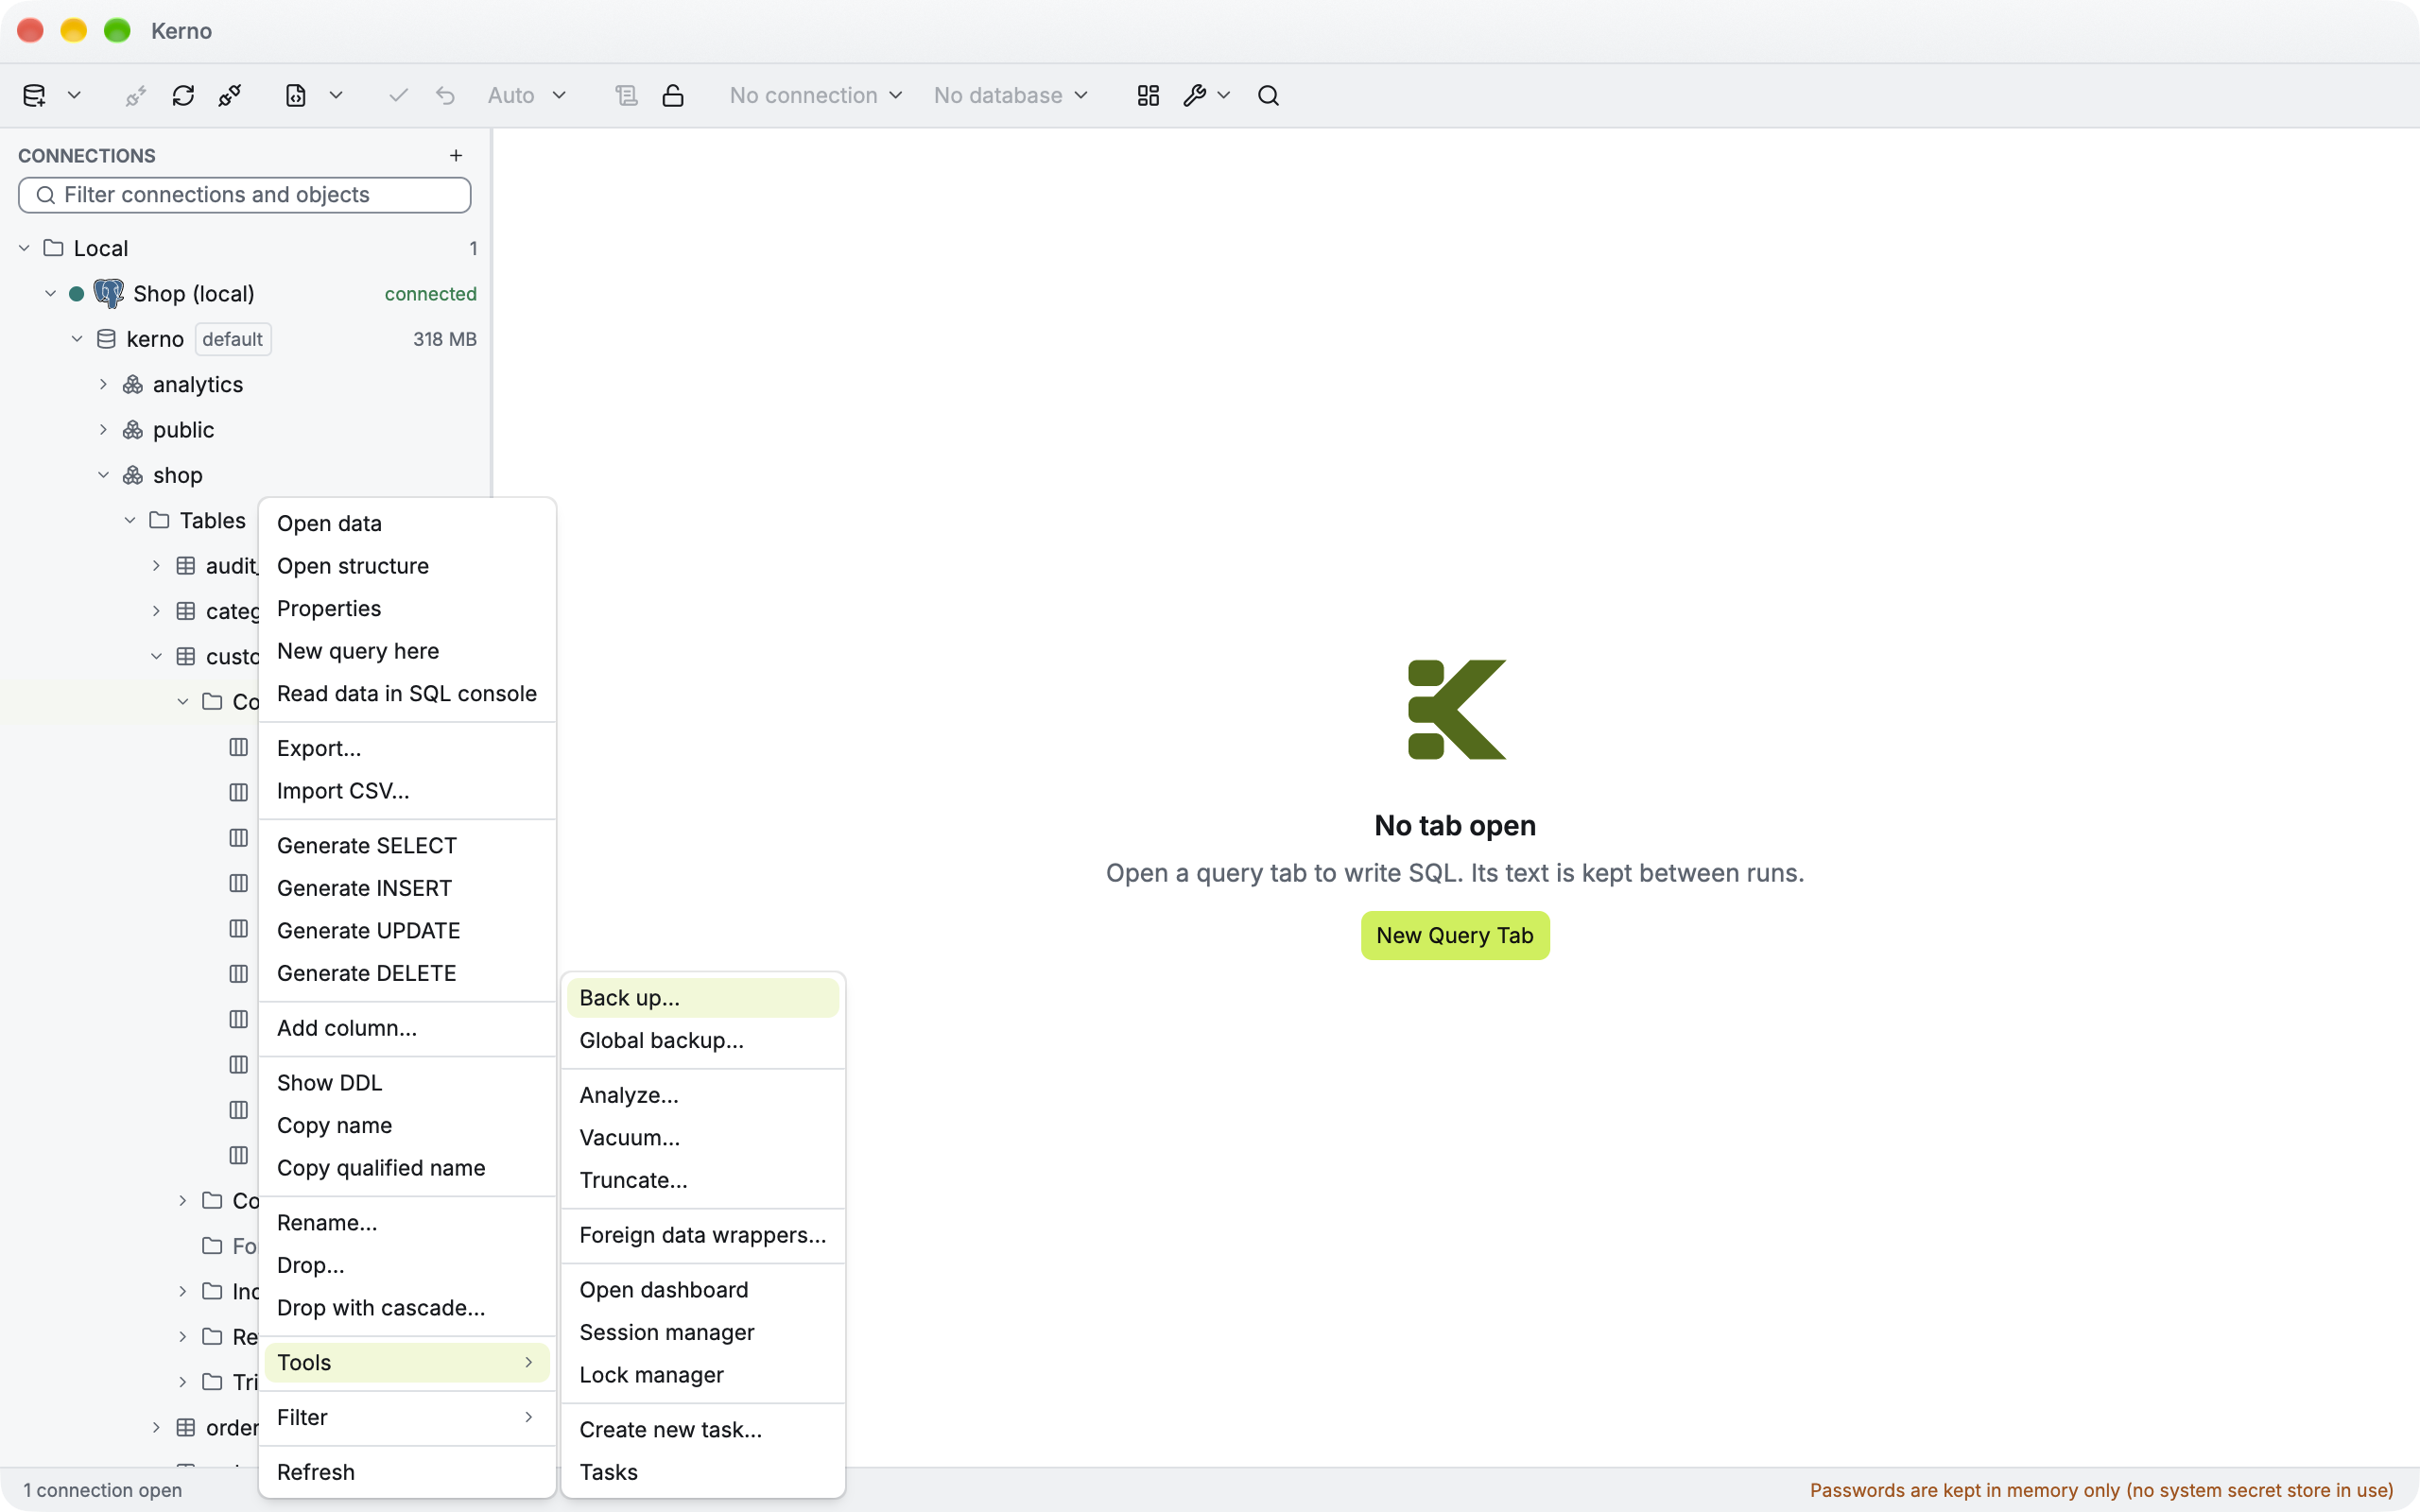 Kerno
Auto
No connection
No database
CONNECTIONS
Filter connections and objects
Local 1
Shop (local) connected
kerno default 318 MB
analytics
public
shop
Tables
Open data
Open structure
Properties
New query here
Read data in SQL console
Export...
Import CSV...
Generate SELECT
Generate INSERT
Generate UPDATE
Generate DELETE
Add column...
Show DDL
Copy name
Copy qualified name
Rename...
Drop...
Drop with cascade...
Tools
Filter
Refresh
Back up...
Global backup...
Analyze...
Vacuum...
Truncate...
Foreign data wrappers...
Open dashboard
Session manager
Lock manager
Create new task...
Tasks
No tab open
Open a query tab to write SQL. Its text is kept between runs.
New Query Tab
1 connection open
Passwords are kept in memory only (no system secret store in use)